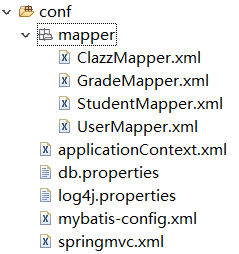 conf
mapper
ClazzMapper.xml
GradeMapper.xml
StudentMapper.xml
UserMapper.xml
applicationContext.xml
db.properties
log4j.properties
mybatis-config.xml
springmvc.xml